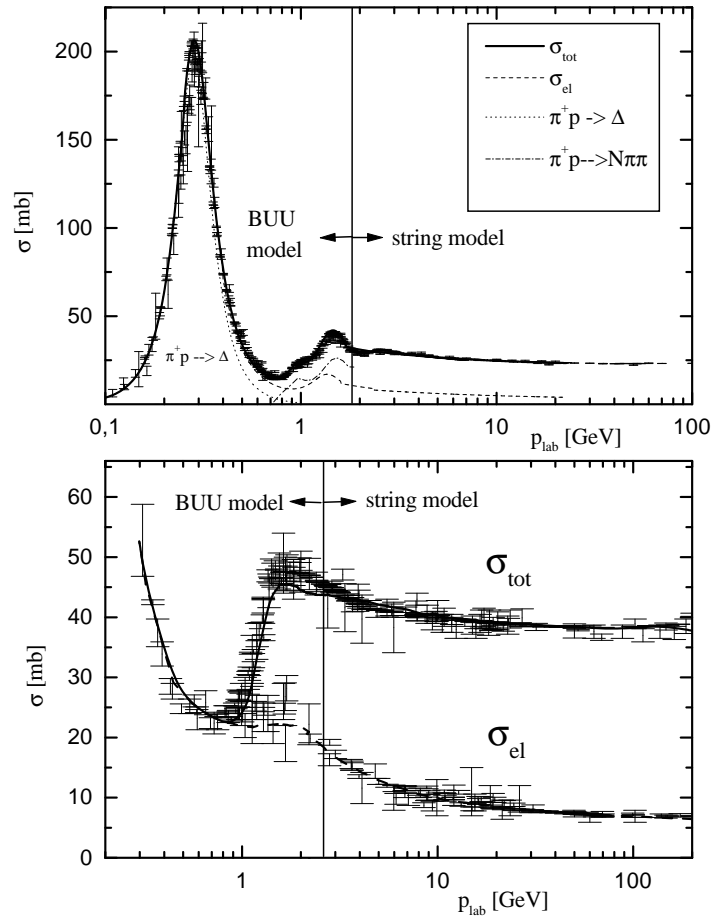 200
150
100
50
0,1
1
10
100
σ [mb]
p_lab [GeV]
σ_tot
σ_el
π⁺p -> Δ
π⁺p-->Nππ
BUU
model
string model
π⁺p --> Δ
60
50
40
30
20
10
0
1
10
100
σ [mb]
p_lab [GeV]
BUU model
string model
σ_tot
σ_el